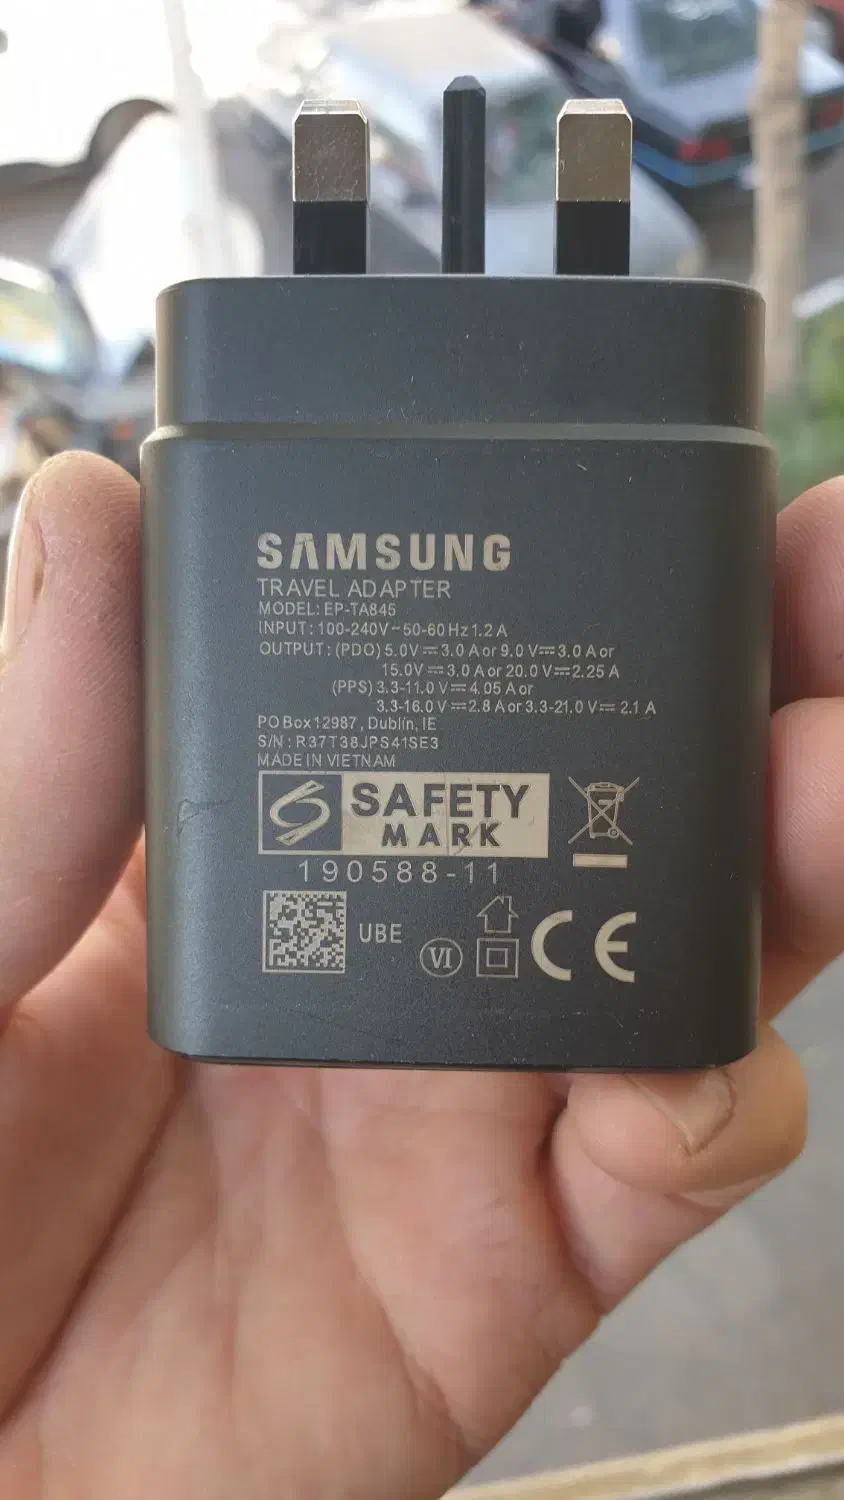 SAMSUNG
TRAVEL ADAPTER
MODEL: EP-TA845
INPUT: 100-240V~50-60Hz 1.2 A
OUTPUT: (PDO) 5.0V⎓3.0 A or 9.0 V⎓3.0 A or
15.0V⎓3.0 A or 20.0 V⎓2.25 A
(PPS) 3.3-11.0 V⎓4.05 A or
3.3-16.0 V⎓2.8 A or 3.3-21.0 V⎓2.1 A
PO Box 12987, Dublin, IE
S/N: R37T38JPS41SE3
MADE IN VIETNAM
SAFETY
MARK
190588-11
UBE
VI
CE